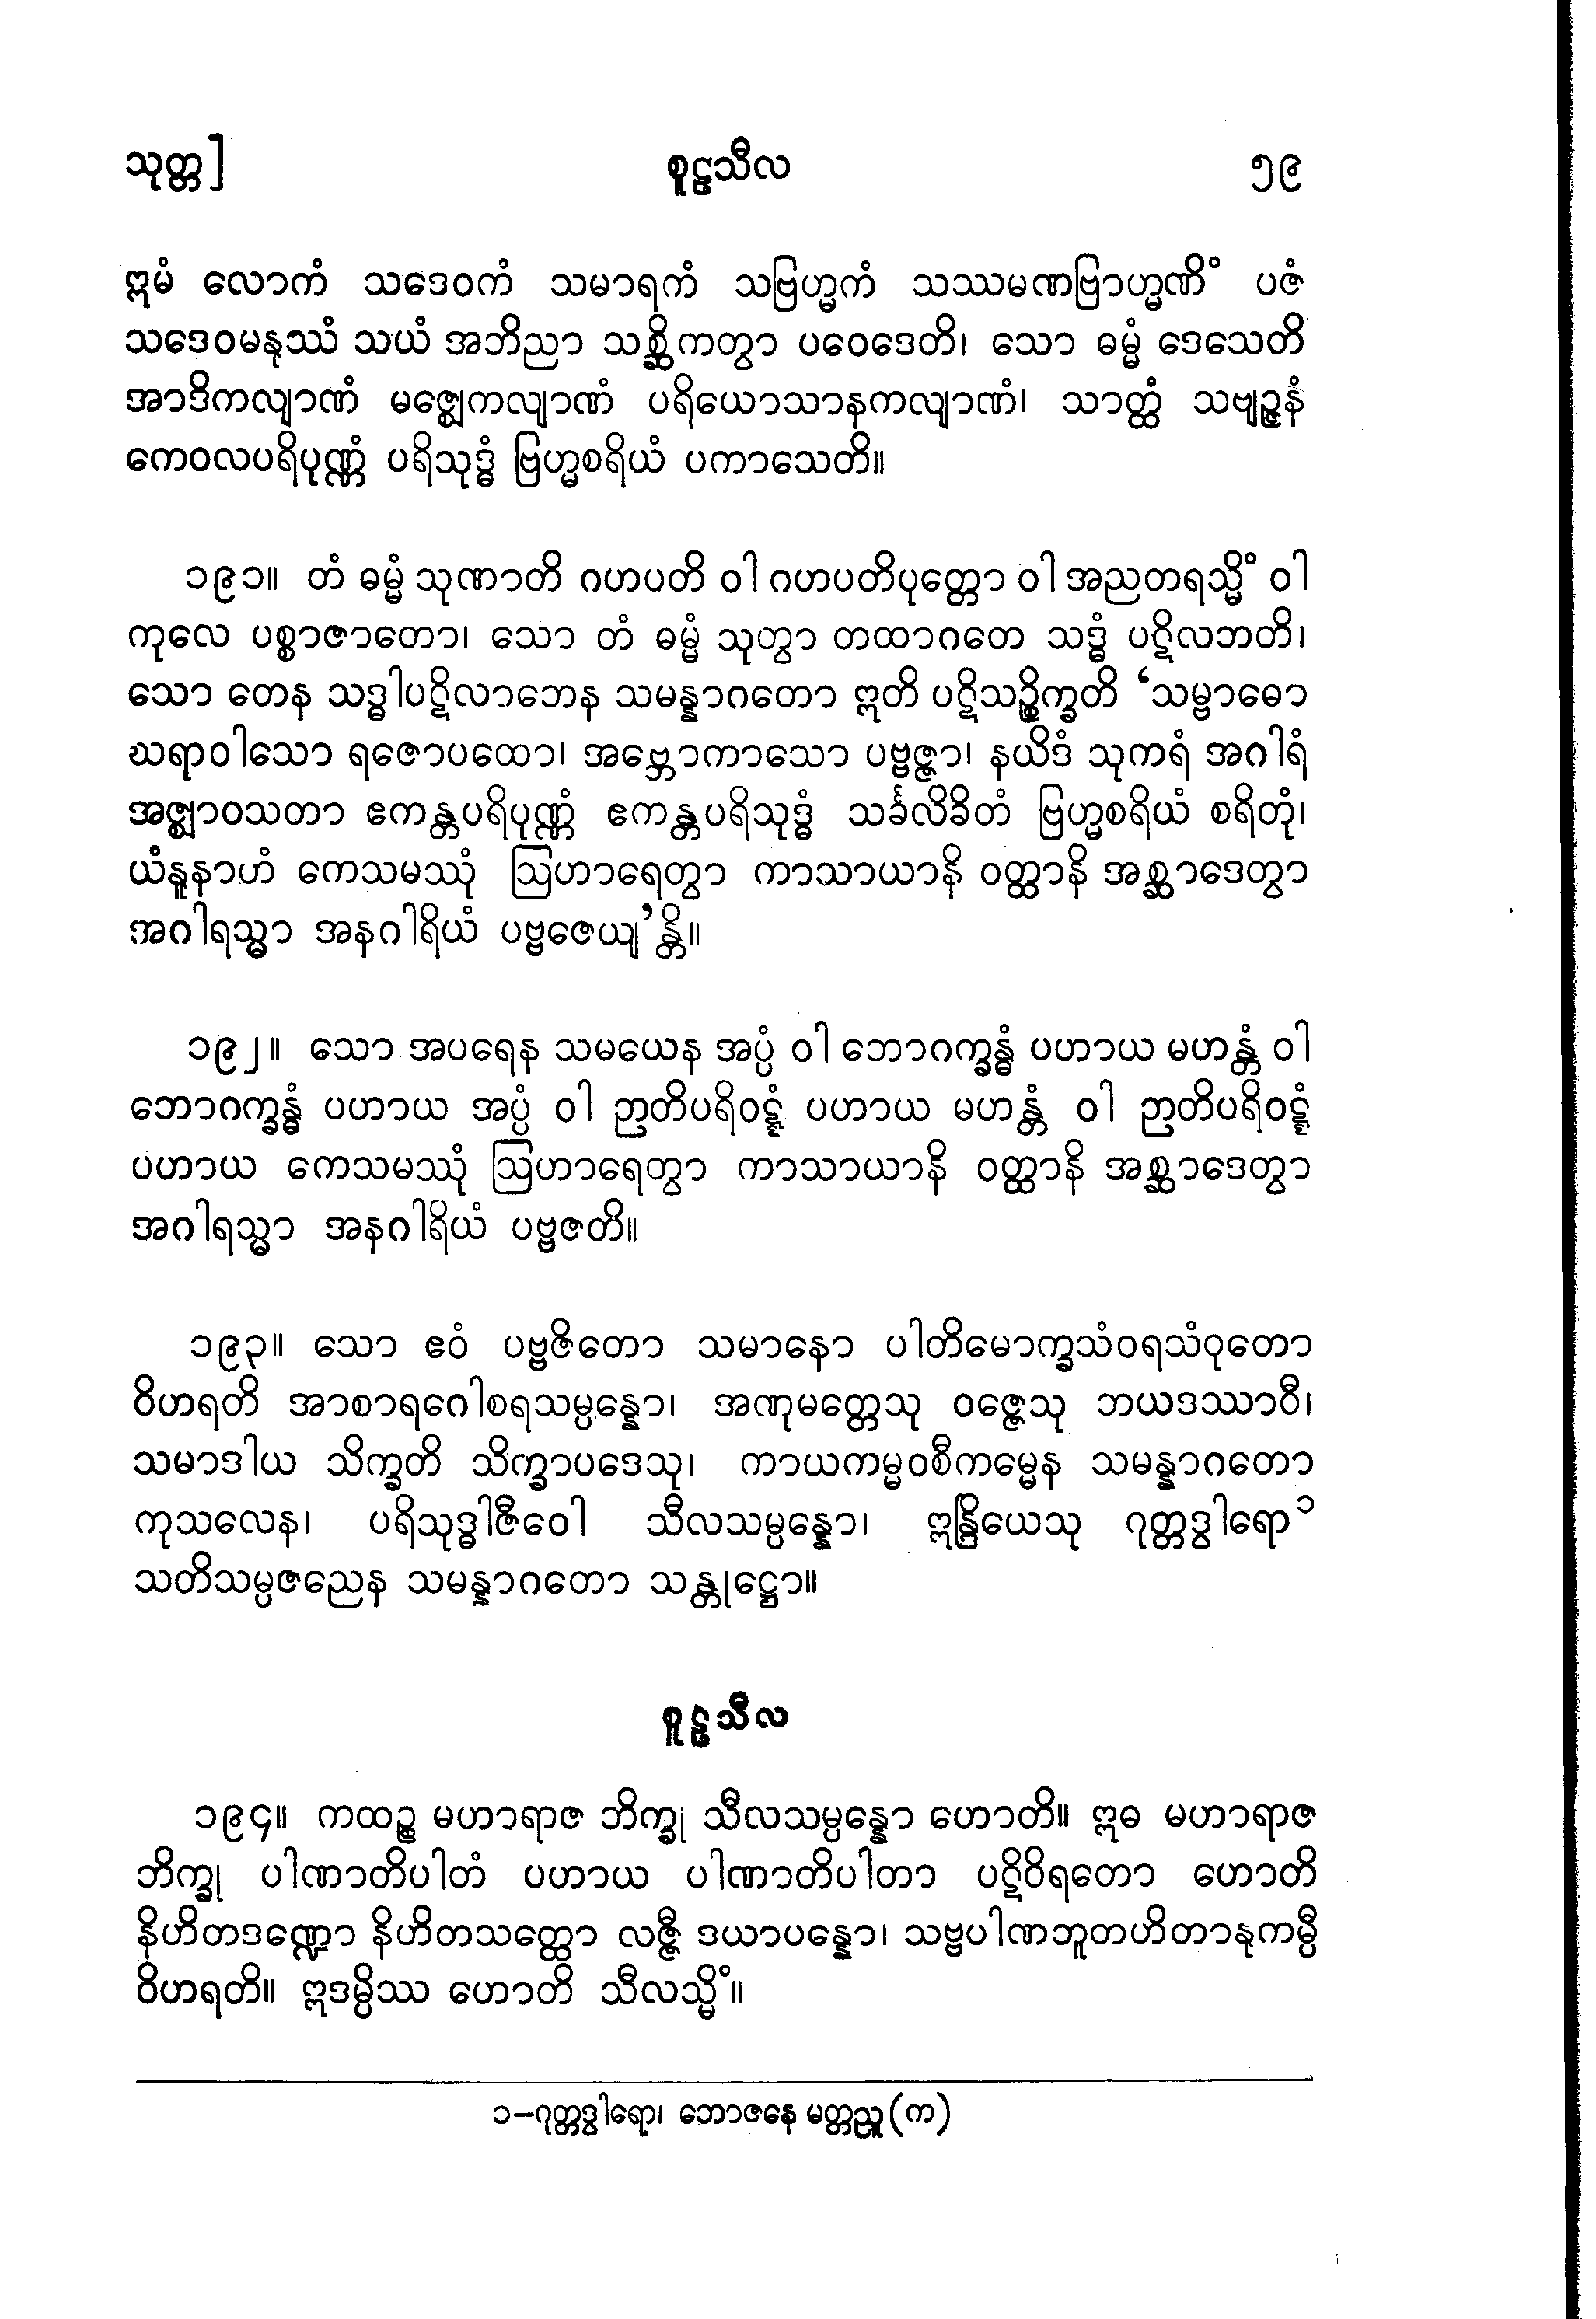 သုတ္တ]
စူဠသီလ
၅၉
ဣမံ လောကံ သဒေဝကံ သမာရကံ သဗြဟ္မကံ သဿမဏဗြာဟ္မဏိံ ပဇံ
သဒေဝမနုဿံ သယံ အဘိညာ သစ္ဆိကတွာ ပဝေဒေတိ၊ သော ဓမ္မံ ဒေသေတိ
အာဒိကလျာဏံ မဇ္ဈေကလျာဏံ ပရိယောသာနကလျာဏံ၊ သာတ္ထံ သဗျဉ္ဇနံ
ကေဝလပရိပုဏ္ဏံ ပရိသုဒ္ဓံ ဗြဟ္မစရိယံ ပကာသေတိ။
၁၉၁။ တံ ဓမ္မံ သုဏာတိ ဂဟပတိ ဝါ ဂဟပတိပုတ္တော ဝါ အညတရသ္မိံ ဝါ
ကုလေ ပစ္စာဇာတော၊ သော တံ ဓမ္မံ သုတွာ တထာဂတေ သဒ္ဓံ ပဋိလဘတိ၊
သော တေန သဒ္ဓါပဋိလာဘေန သမန္နာဂတော ဣတိ ပဋိသဉ္စိက္ခတိ ‘သမ္ဗာဓော
ဃရာဝါသော ရဇောပထော၊ အဗ္ဘောကာသော ပဗ္ဗဇ္ဇာ၊ နယိဒံ သုကရံ အဂါရံ
အဇ္ဈာဝသတာ ဧကန္တပရိပုဏ္ဏံ ဧကန္တပရိသုဒ္ဓံ သင်္ခလိခိတံ ဗြဟ္မစရိယံ စရိတုံ၊
ယံနူနာဟံ ကေသမဿုံ ဩဟာရေတွာ ကာသာယာနိ ဝတ္ထာနိ အစ္ဆာဒေတွာ
အဂါရသ္မာ အနဂါရိယံ ပဗ္ဗဇေယျ’န္တိ။
၁၉၂။ သော အပရေန သမယေန အပ္ပံ ဝါ ဘောဂက္ခန္ဓံ ပဟာယ မဟန္တံ ဝါ
ဘောဂက္ခန္ဓံ ပဟာယ အပ္ပံ ဝါ ဉာတိပရိဝဋ္ဋံ ပဟာယ မဟန္တံ ဝါ ဉာတိပရိဝဋ္ဋံ
ပဟာယ ကေသမဿုံ ဩဟာရေတွာ ကာသာယာနိ ဝတ္ထာနိ အစ္ဆာဒေတွာ
အဂါရသ္မာ အနဂါရိယံ ပဗ္ဗဇတိ။
၁၉၃။ သော ဧဝံ ပဗ္ဗဇိတော သမာနော ပါတိမောက္ခသံဝရသံဝုတော
ဝိဟရတိ အာစာရဂေါစရသမ္ပန္နော၊ အဏုမတ္တေသု ဝဇ္ဇေသု ဘယဒဿာဝီ၊
သမာဒါယ သိက္ခတိ သိက္ခာပဒေသု၊ ကာယကမ္မဝစီကမ္မေန သမန္နာဂတော
ကုသလေန၊ ပရိသုဒ္ဓါဇီဝေါ သီလသမ္ပန္နော၊ ဣန္ဒြိယေသု ဂုတ္တဒွါရော ၁
သတိသမ္ပဇညေန သမန္နာဂတော သန္တုဋ္ဌော။
စူဠသီလ
၁၉၄။ ကထဉ္စ မဟာရာဇ ဘိက္ခု သီလသမ္ပန္နော ဟောတိ။ ဣဓ မဟာရာဇ
ဘိက္ခု ပါဏာတိပါတံ ပဟာယ ပါဏာတိပါတာ ပဋိဝိရတော ဟောတိ
နိဟိတဒဏ္ဍော နိဟိတသတ္ထော လဇ္ဇီ ဒယာပန္နော၊ သဗ္ဗပါဏဘူတဟိတာနုကမ္ပီ
ဝိဟရတိ။ ဣဒမ္ပိဿ ဟောတိ သီလသ္မိံ။
၁–ဂုတ္တဒွါရော၊ ဘောဇနေ မတ္တညူ (က)